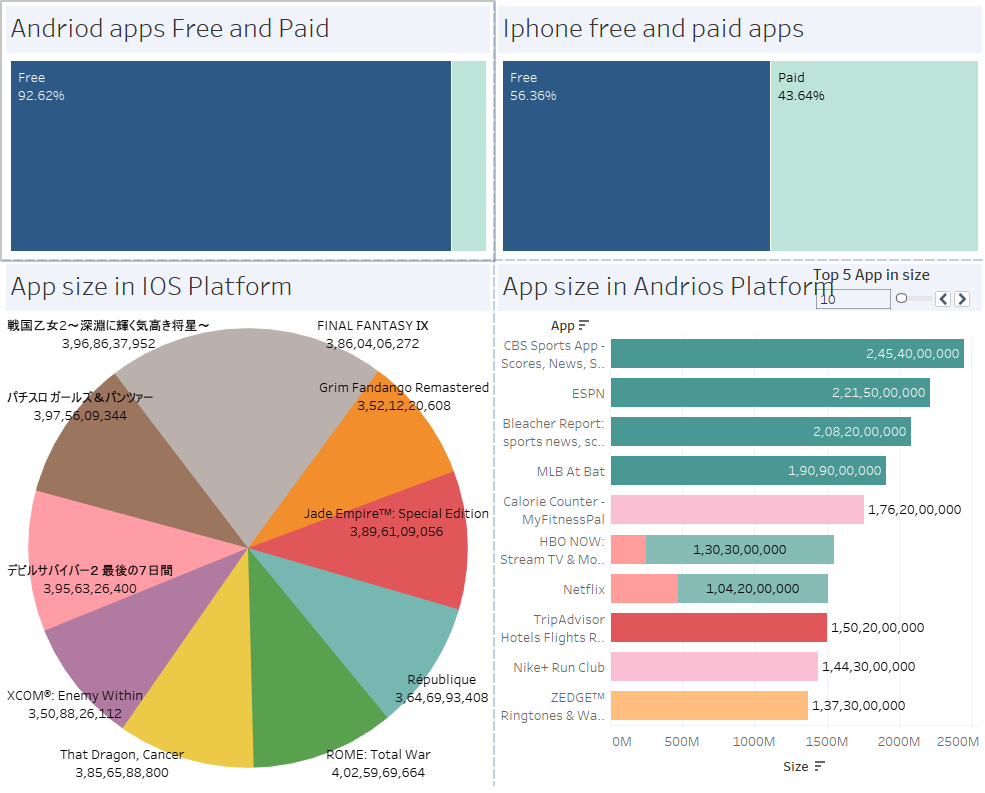 Andriod apps Free and Paid
Free
92.62%
Iphone free and paid apps
Free
56.36%
Paid
43.64%
App size in IOS Platform
戦国乙女2～深淵に輝く気高き将星～
3,96,86,37,952
FINAL FANTASY IX
3,86,04,06,272
パチスロ ガールズ＆パンツァー
3,97,56,09,344
Grim Fandango Remastered
3,52,12,20,608
Jade Empire™: Special Edition
3,89,61,09,056
デビルサバイバー２ 最後の７日間
3,95,63,26,400
Republique
3,64,69,93,408
XCOM®: Enemy Within
3,50,88,26,112
That Dragon, Cancer
3,85,65,88,800
ROME: Total War
4,02,59,69,664
App size in Andrios Platform
Top 5 App in size
10
App
CBS Sports App -
Scores, News, S..
2,45,40,00,000
ESPN
2,21,50,00,000
Bleacher Report:
sports news, sc..
2,08,20,00,000
MLB At Bat
1,90,90,00,000
Calorie Counter -
MyFitnessPal
1,76,20,00,000
HBO NOW:
Stream TV & Mo..
1,30,30,00,000
Netflix
1,04,20,00,000
TripAdvisor
Hotels Flights R..
1,50,20,00,000
Nike+ Run Club
1,44,30,00,000
ZEDGE™
Ringtones & Wa..
1,37,30,00,000
0M 500M 1000M 1500M 2000M 2500M
Size